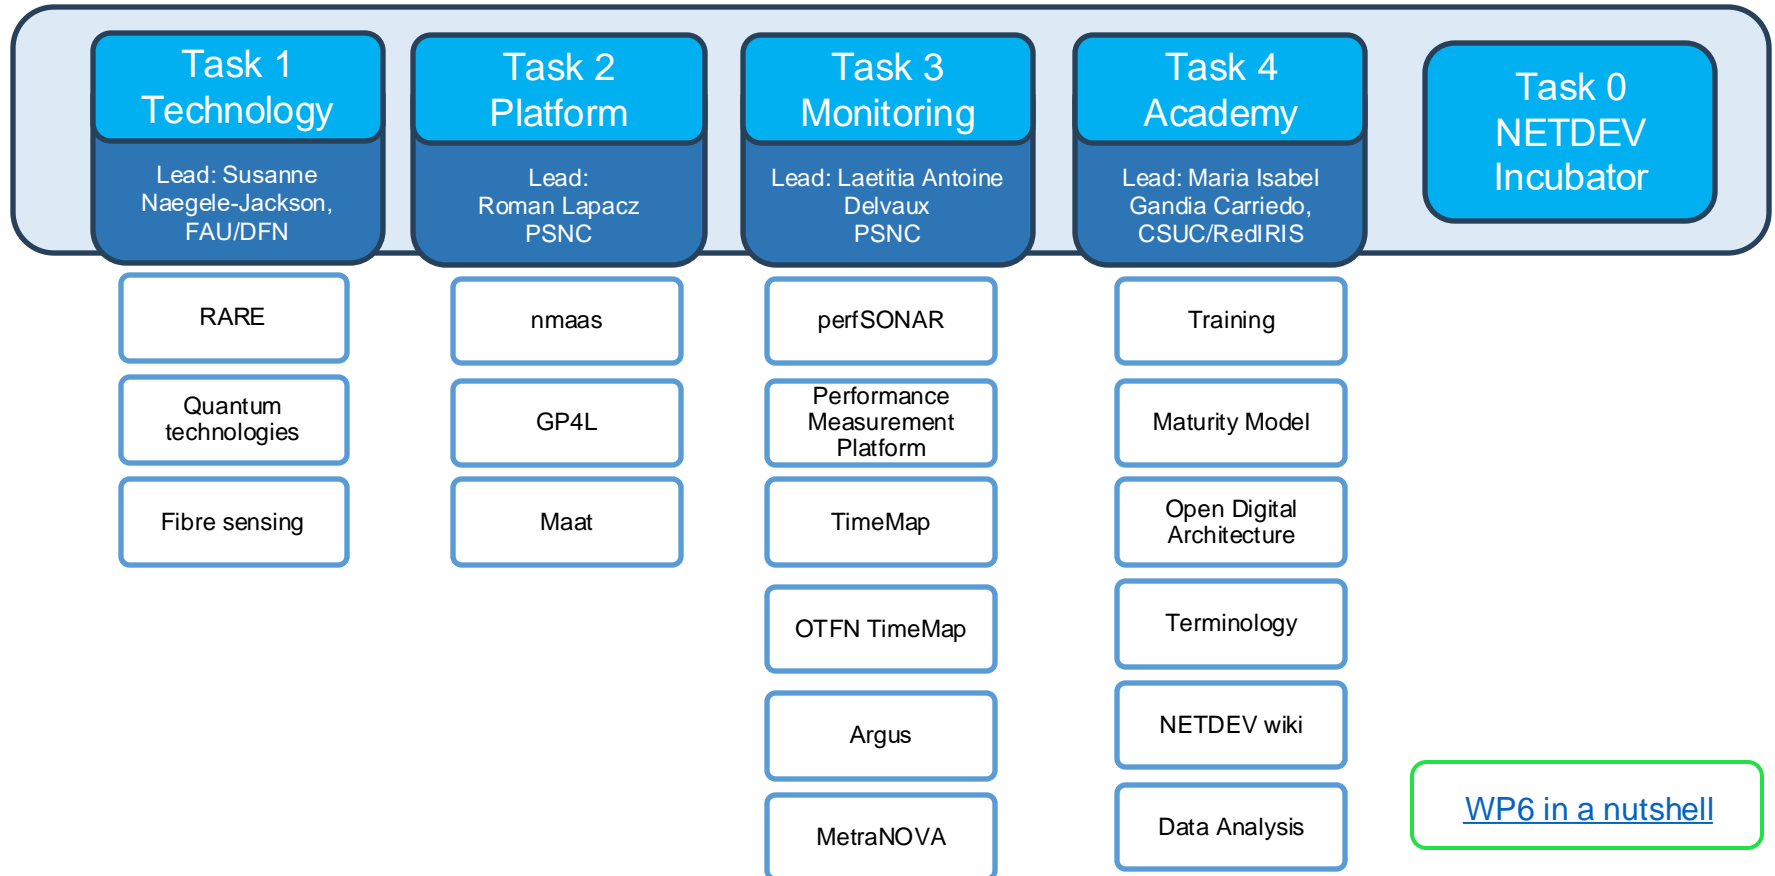 Task 1
Technology
Lead: Susanne
Naegele-Jackson,
FAU/DFN
RARE
Quantum
technologies
Fibre sensing
Task 2
Platform
Lead:
Roman Lapacz
PSNC
nmaas
GP4L
Maat
Task 3
Monitoring
Lead: Laetitia Antoine
Delvaux
PSNC
perfSONAR
Performance
Measurement
Platform
TimeMap
OTFN TimeMap
Argus
MetraNOVA
Task 4
Academy
Lead: Maria Isabel
Gandia Carriedo,
CSUC/RedIRIS
Training
Maturity Model
Open Digital
Architecture
Terminology
NETDEV wiki
Data Analysis
Task 0
NETDEV
Incubator
WP6 in a nutshell